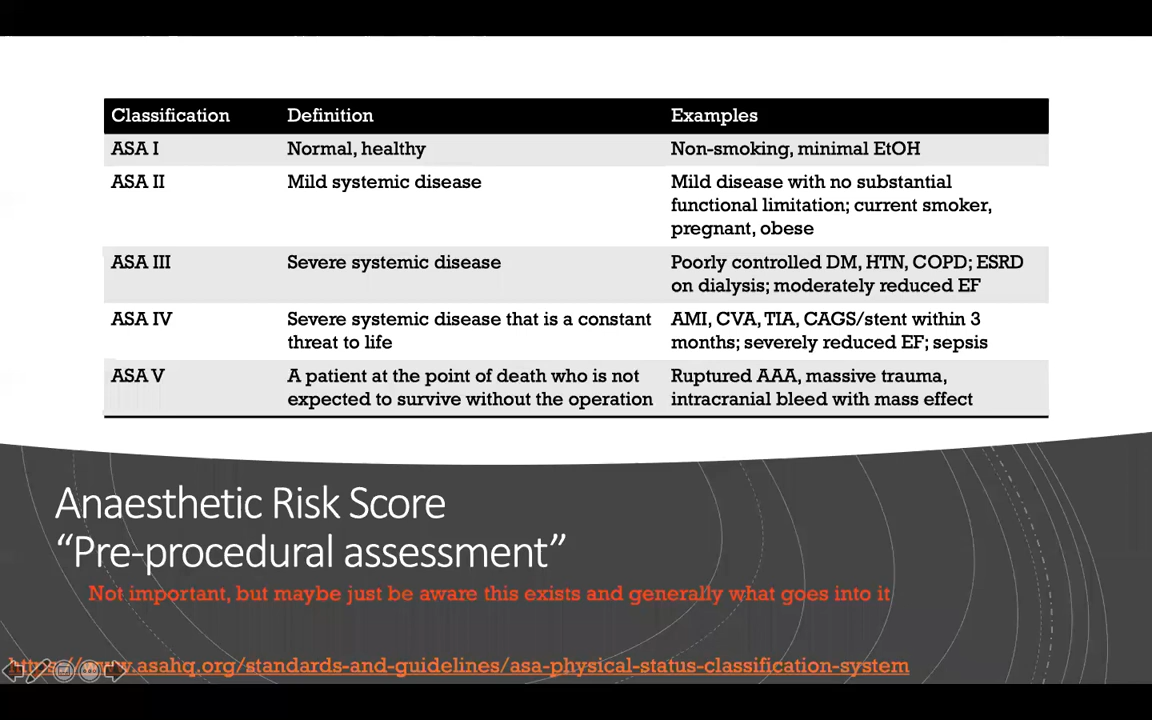 Classification Definition Examples
ASA I Normal, healthy Non-smoking, minimal EtOH
ASA II Mild systemic disease Mild disease with no substantial
functional limitation; current smoker,
pregnant, obese
ASA III Severe systemic disease Poorly controlled DM, HTN, COPD; ESRD
on dialysis; moderately reduced EF
ASA IV Severe systemic disease that is a constant AMI, CVA, TIA, CAGS/stent within 3
threat to life months; severely reduced EF; sepsis
ASA V A patient at the point of death who is not Ruptured AAA, massive trauma,
expected to survive without the operation intracranial bleed with mass effect
Anaesthetic Risk Score
“Pre-procedural assessment”
Not important, but maybe just be aware this exists and generally what goes into it
https://www.asahq.org/standards-and-guidelines/asa-physical-status-classification-system